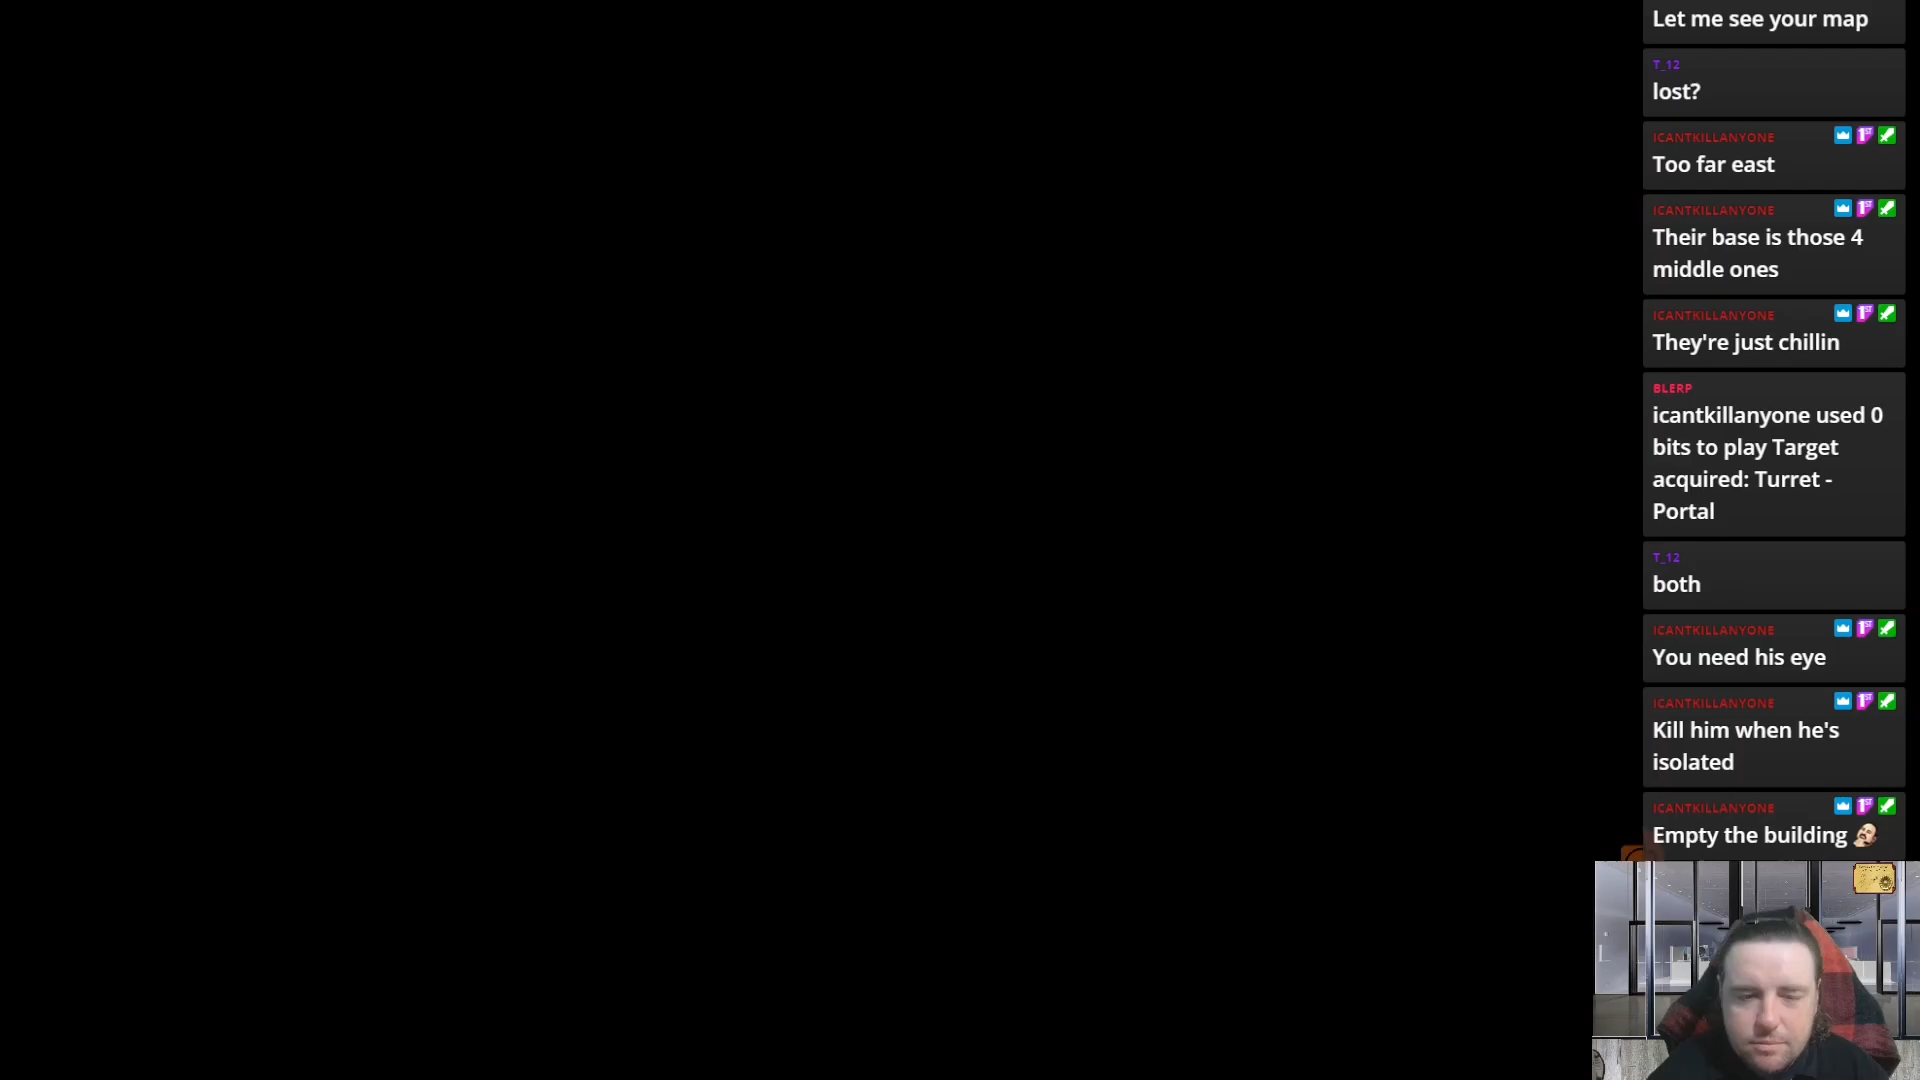 Let me see your map
T_12
lost?
ICANTKILLANYONE
Too far east
ICANTKILLANYONE
Their base is those 4
middle ones
ICANTKILLANYONE
They're just chillin
BLERP
icantkillanyone used 0
bits to play Target
acquired: Turret -
Portal
T_12
both
ICANTKILLANYONE
You need his eye
ICANTKILLANYONE
Kill him when he's
isolated
ICANTKILLANYONE
Empty the building